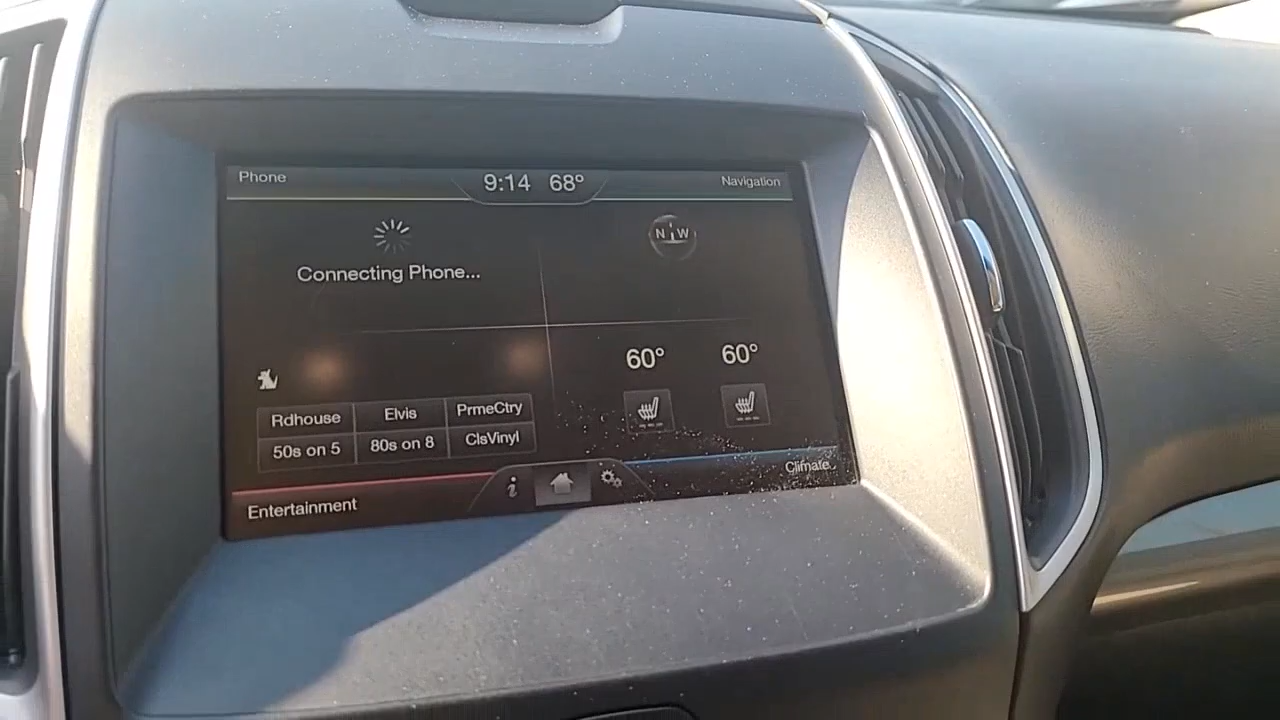 Phone
9:14 68°
Navigation
N W
Connecting Phone...
60° 60°
Rdhouse Elvis PrmeCtry
50s on 5 80s on 8 ClsVinyl
i
Climate
Entertainment